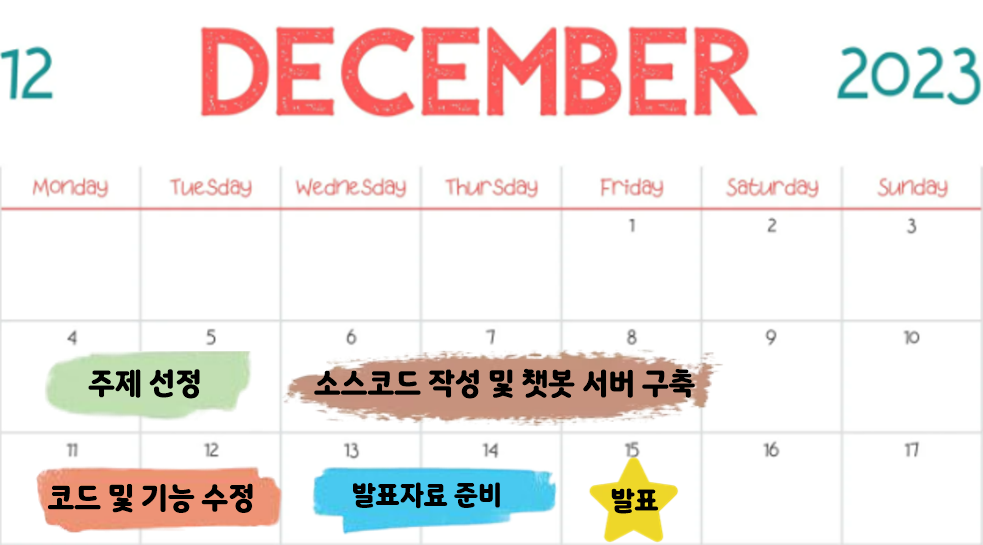 12 DECEMBER 2023
Monday Tuesday Wednesday Thursday Friday Saturday Sunday
1 2 3
4 5 6 7 8 9 10
주제 선정 소스코드 작성 및 챗봇 서버 구축
11 12 13 14 15 16 17
코드 및 기능 수정 발표자료 준비 발표